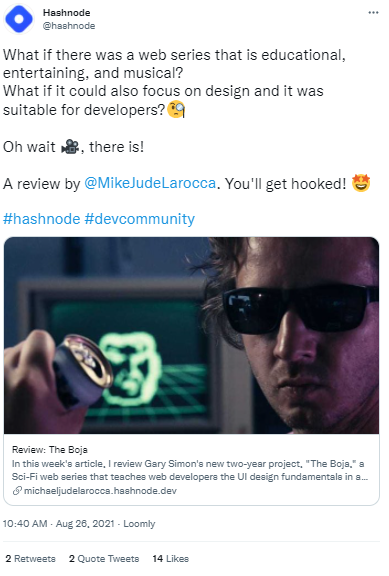 Hashnode
@hashnode
What if there was a web series that is educational,
entertaining, and musical?
What if it could also focus on design and it was
suitable for developers?🧐
Oh wait 🎥, there is!
A review by @MikeJudeLarocca. You'll get hooked! 🤩
#hashnode #devcommunity
Review: The Boja
In this week's article, I review Gary Simon's new two-year project, "The Boja," a
Sci-Fi web series that teaches web developers the UI design fundamentals in a...
michaeljudelarocca.hashnode.dev
10:40 AM · Aug 26, 2021 · Loomly
2 Retweets 2 Quote Tweets 14 Likes